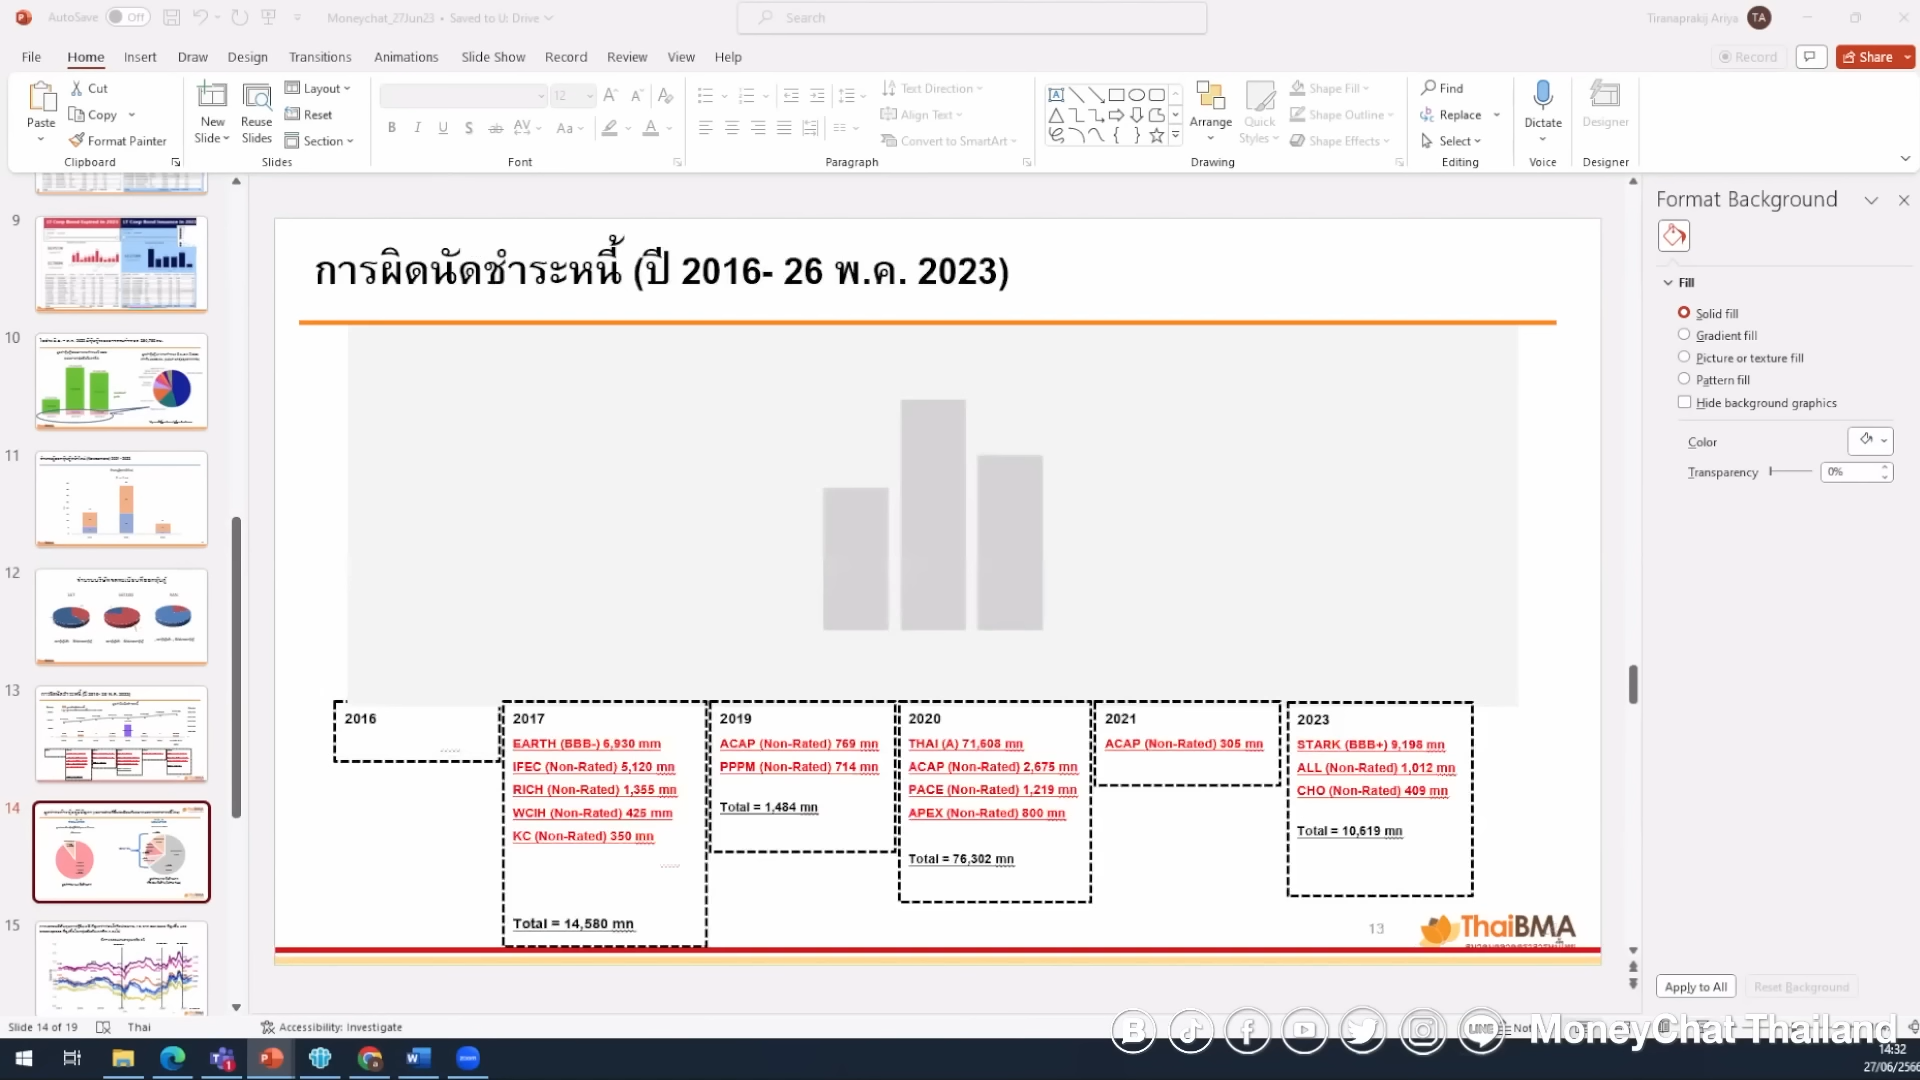 AutoSave Off
Moneychat_27Jun23 • Saved to U: Drive
Search
Tiranaprakij Ariya TA
File Home Insert Draw Design Slide Show Transitions Animations Record Review View Help
Record
Share
Paste
Cut
Copy
Format Painter
Clipboard
New Slide
Reuse Slides
Layout
Reset
Section
Slides
12
Font
Text Direction
Align Text
Convert to SmartArt
Paragraph
Arrange
Quick Styles
Shape Fill
Shape Outline
Shape Effects
Drawing
Find
Replace
Select
Editing
Dictate
Voice
Designer
Designer
9
10
11
12
13
14
15
การผิดนัดชำระหนี้ (ปี 2016- 26 พ.ค. 2023)
2016
2017
EARTH (BBB-) 6,930 mm
IFEC (Non-Rated) 5,120 mn
RICH (Non-Rated) 1,355 mn
WCIH (Non-Rated) 425 mm
KC (Non-Rated) 350 mn
Total = 14,580 mn
2019
ACAP (Non-Rated) 769 mn
PPPM (Non-Rated) 714 mn
Total = 1,484 mn
2020
THAI (A) 71,608 mn
ACAP (Non-Rated) 2,675 mn
PACE (Non-Rated) 1,219 mn
APEX (Non-Rated) 800 mn
Total = 76,302 mn
2021
ACAP (Non-Rated) 305 mn
2023
STARK (BBB+) 9,198 mn
ALL (Non-Rated) 1,012 mn
CHO (Non-Rated) 409 mn
Total = 10,619 mn
13
ThaiBMA
Format Background
Fill
Solid fill
Gradient fill
Picture or texture fill
Pattern fill
Hide background graphics
Color
Transparency 0%
Apply to All
Reset Background
Slide 14 of 19
Thai
Accessibility: Investigate
LINE
MoneyChat Thailand
14:32
27/06/2566